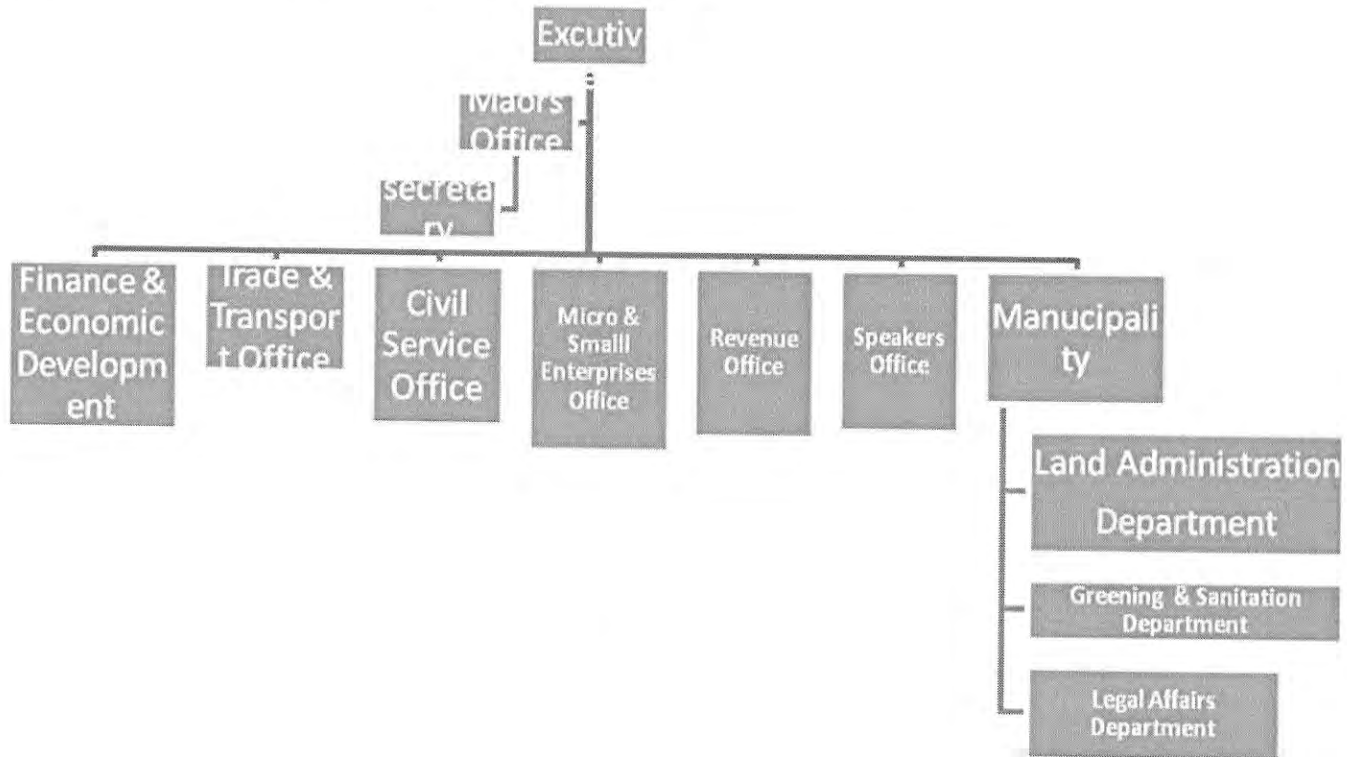 Excutiv
e
Maors
Office
secreta
ry
Finance &
Economic
Developm
ent
Trade &
Transpor
t Office
Civil
Service
Office
Micro &
Smalll
Enterprises
Office
Revenue
Office
Speakers
Office
Manucipali
ty
Land Administration
Department
Greening & Sanitation
Department
Legal Affairs
Department